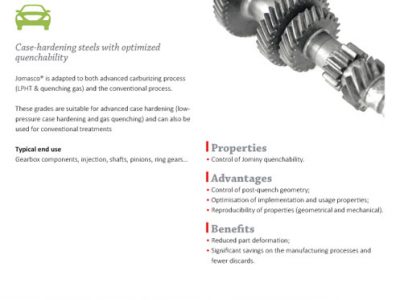 Case-hardening steels with optimized
quenchability
Jomasco® is adapted to both advanced carburizing process
(LPHT & quenching gas) and the conventional process.
These grades are suitable for advanced case hardening (low-
pressure case hardening and gas quenching) and can also be
used for conventional treatments
Typical end use
Gearbox components, injection, shafts, pinions, ring gears...
Properties
• Control of Jominy quenchability.
Advantages
• Control of post-quench geometry;
• Optimisation of implementation and usage properties;
• Reproducibility of properties (geometrical and mechanical).
Benefits
• Reduced part deformation;
• Significant savings on the manufacturing processes and
fewer discards.